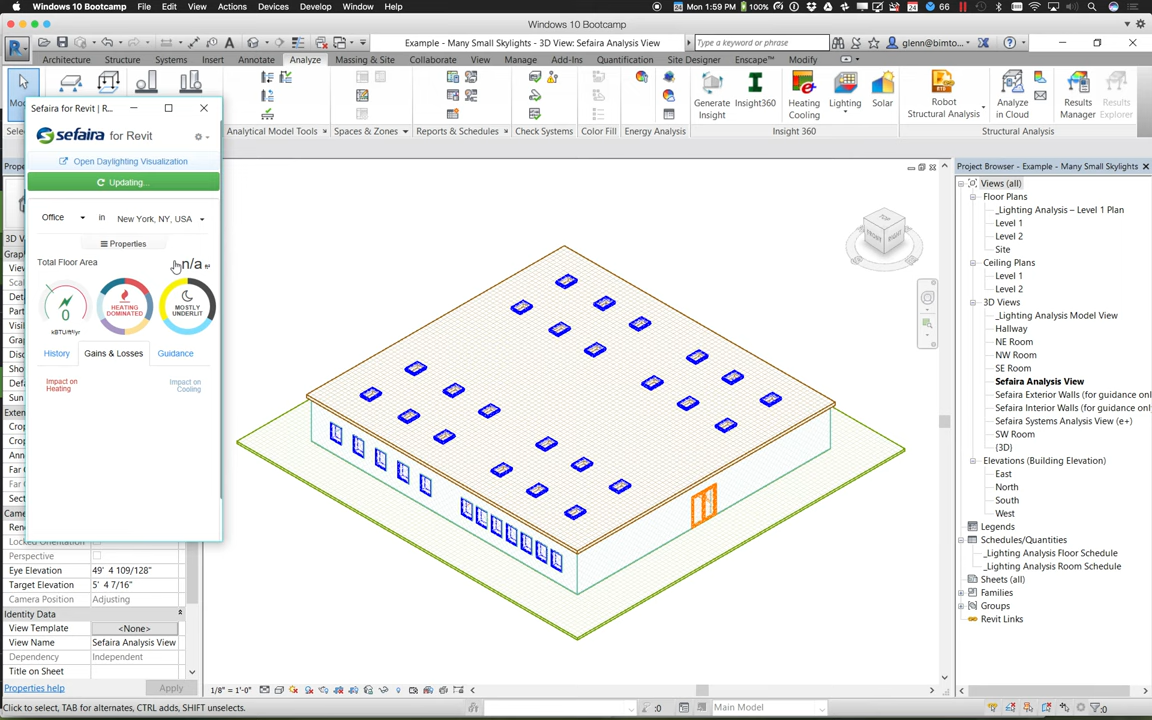 Windows 10 Bootcamp File Edit View Actions Devices Develop Window Help
24 Mon 1:59 PM 100% 24 66
Windows 10 Bootcamp
Example - Many Small Skylights - 3D View: Sefaira Analysis View
Type a keyword or phrase
glenn@bimto...
Architecture Structure Systems Insert Annotate Analyze Massing & Site Collaborate View Manage Add-Ins Quantification Site Designer Enscape™ Modify
Generate Insight
Insight360
Heating Cooling
Lighting
Solar
Robot Structural Analysis
Analyze in Cloud
Results Manager
Results Explorer
Analytical Model Tools Spaces & Zones Reports & Schedules Check Systems Color Fill Energy Analysis Insight 360 Structural Analysis
Sefaira for Revit | R...
sefaira for Revit
Open Daylighting Visualization
Updating...
Office in New York, NY, USA
Properties
Total Floor Area n/a ft²
0
kBTU/ft²/yr
HEATING DOMINATED
MOSTLY UNDERLIT
History Gains & Losses Guidance
Impact on Heating
Impact on Cooling
Perspective
Eye Elevation 49' 4 109/128"
Target Elevation 5' 4 7/16"
Camera Position Adjusting
Identity Data
View Template <None>
View Name Sefaira Analysis View
Dependency Independent
Title on Sheet
Properties help Apply
TOP
FRONT RIGHT
Project Browser - Example - Many Small Skylights
Views (all)
Floor Plans
_Lighting Analysis – Level 1 Plan
Level 1
Level 2
Site
Ceiling Plans
Level 1
Level 2
3D Views
_Lighting Analysis Model View
Hallway
NE Room
NW Room
SE Room
Sefaira Analysis View
Sefaira Exterior Walls (for guidance onl
Sefaira Interior Walls (for guidance only
Sefaira Systems Analysis View (e+)
SW Room
{3D}
Elevations (Building Elevation)
East
North
South
West
Legends
Schedules/Quantities
_Lighting Analysis Floor Schedule
_Lighting Analysis Room Schedule
Sheets (all)
Families
Groups
Revit Links
1/8" = 1'-0"
Click to select, TAB for alternates, CTRL adds, SHIFT unselects.
:0
Main Model
:0